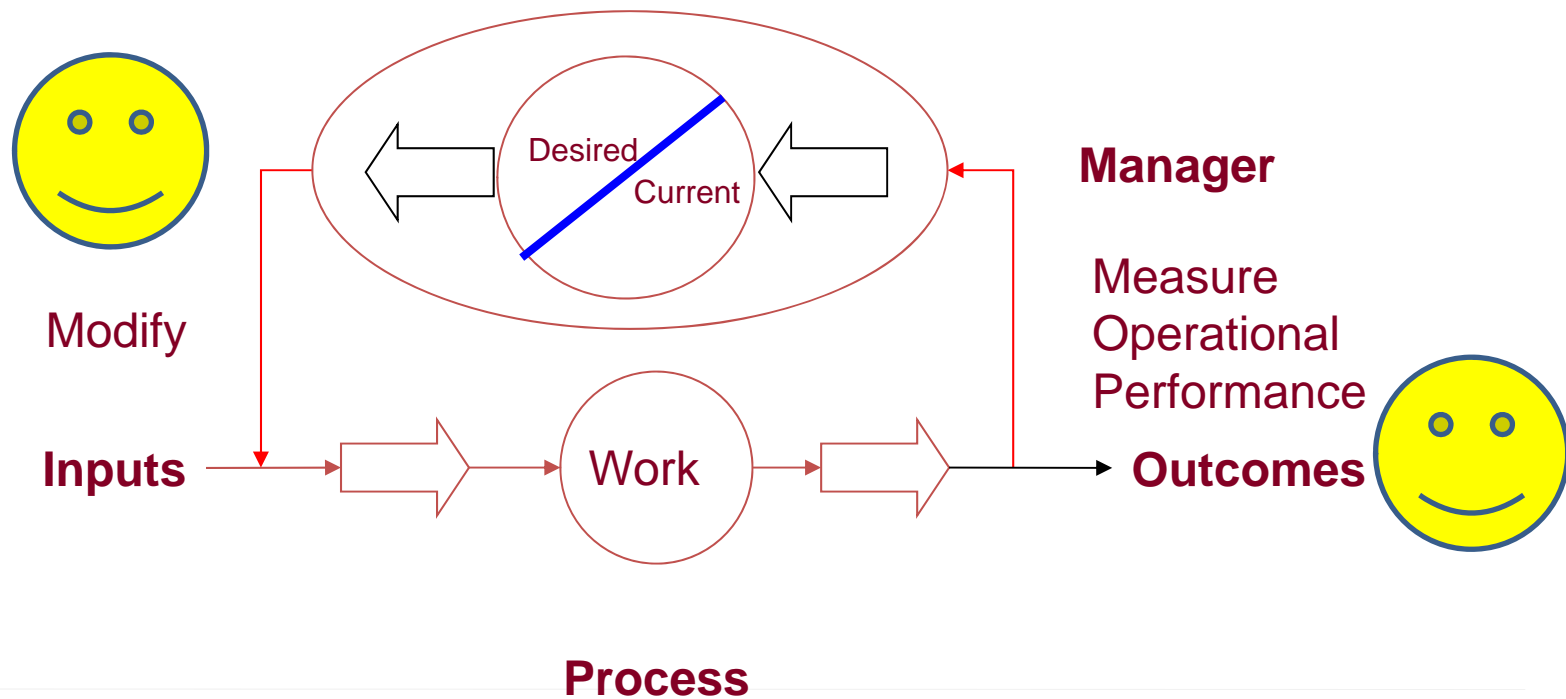 Desired
Current
Manager
Measure
Operational
Performance
Modify
Inputs
Work
Outcomes
Process